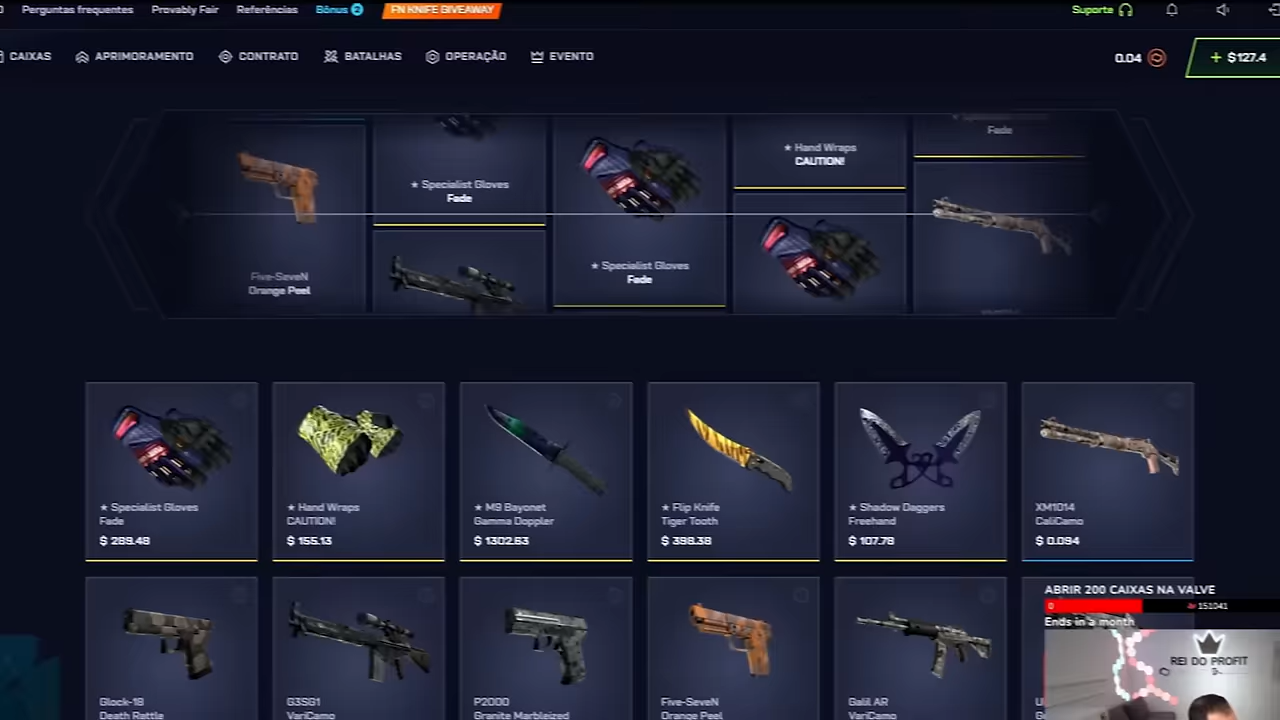 Perguntas frequentes Provably Fair Referências Bônus 2 FN KNIFE GIVEAWAY Suporte
CAIXAS APRIMORAMENTO CONTRATO BATALHAS OPERAÇÃO EVENTO 0.04 + $127.4
Fade
★ Hand Wraps
CAUTION!
★ Specialist Gloves
Fade
★ Specialist Gloves
Fade
Five-SeveN
Orange Peel
★ Specialist Gloves
Fade
$ 289.48
★ Hand Wraps
CAUTION!
$ 155.13
★ M9 Bayonet
Gamma Doppler
$ 1302.63
★ Flip Knife
Tiger Tooth
$ 398.38
★ Shadow Daggers
Freehand
$ 107.78
XM1014
CaliCamo
$ 0.094
ABRIR 200 CAIXAS NA VALVE
0 151041
Ends in a month
REI DO PROFIT
Glock-18
Death Rattle
G3SG1
VariCamo
P2000
Granite Marbleized
Five-SeveN
Orange Peel
Galil AR
VariCamo